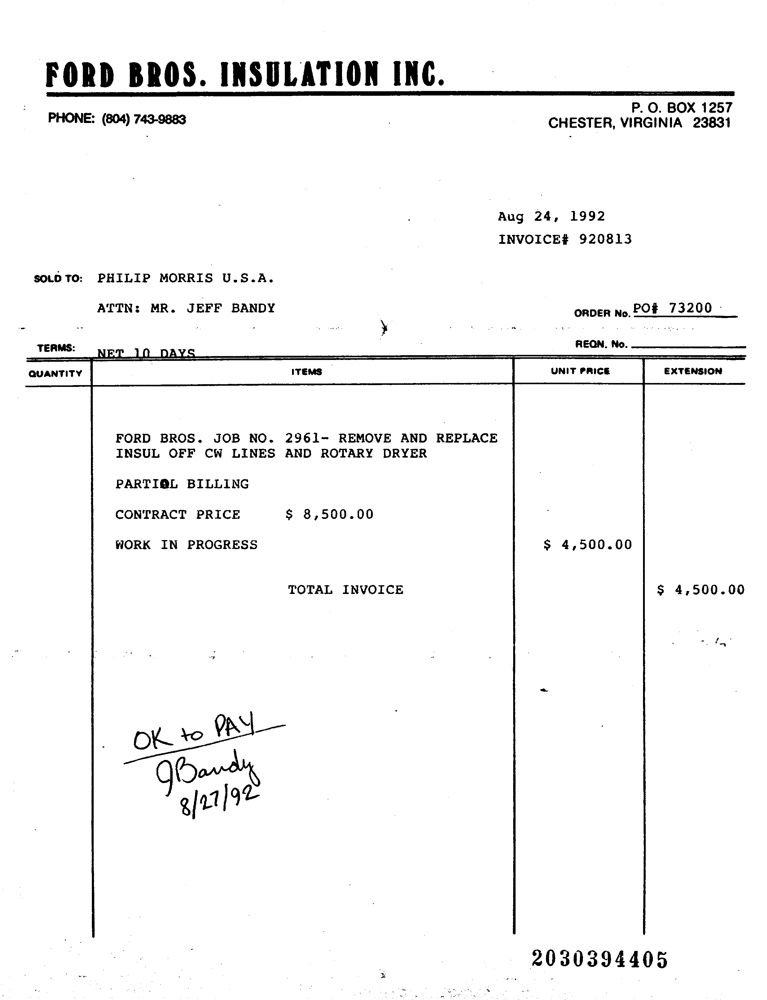 FORD BROS. INSULATION INC.
PHONE: (804) 743-9883
P. O. BOX 1257
CHESTER, VIRGINIA 23831
Aug 24, 1992
INVOICE# 920813
SOLD TO: PHILIP MORRIS U.S.A.
ATTN: MR. JEFF BANDY
ORDER No. PO# 73200
TERMS: NET 10 DAYS
REQN. No.
QUANTITY ITEMS UNIT PRICE EXTENSION
FORD BROS. JOB NO. 2961- REMOVE AND REPLACE
INSUL OFF CW LINES AND ROTARY DRYER
PARTIAL BILLING
CONTRACT PRICE $ 8,500.00
WORK IN PROGRESS $ 4,500.00
TOTAL INVOICE $ 4,500.00
OK to PAY
JBandy
8/27/92
2030394405